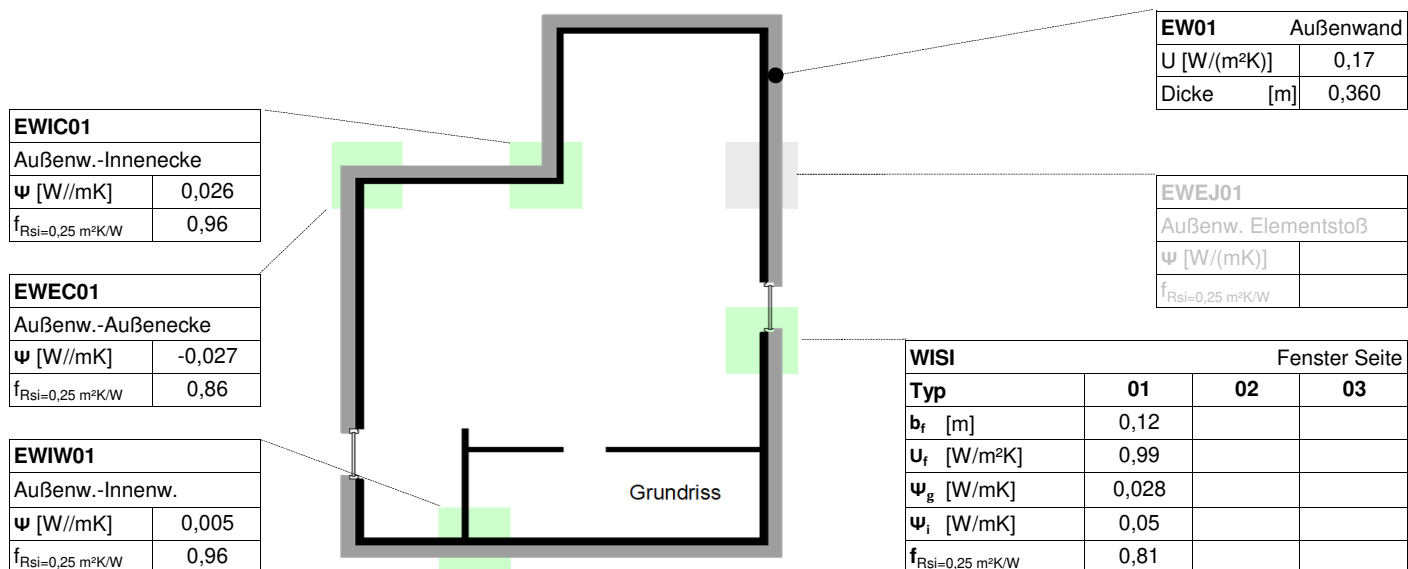 EW01 Außenwand
U [W/(m²K)] 0,17
Dicke [m] 0,360
EWIC01
Außenw.-Innenecke
Ψ [W//mK] 0,026
fRsi=0,25 m²K/W 0,96
EWEJ01
Außenw. Elementstoß
Ψ [W/(mK)]
fRsi=0,25 m²K/W
EWEC01
Außenw.-Außenecke
Ψ [W//mK] -0,027
fRsi=0,25 m²K/W 0,86
WISI Fenster Seite
Typ 01 02 03
bf [m] 0,12
Uf [W/m²K] 0,99
Ψg [W/mK] 0,028
Ψi [W/mK] 0,05
fRsi=0,25 m²K/W 0,81
EWIW01
Außenw.-Innenw.
Ψ [W//mK] 0,005
fRsi=0,25 m²K/W 0,96
Grundriss